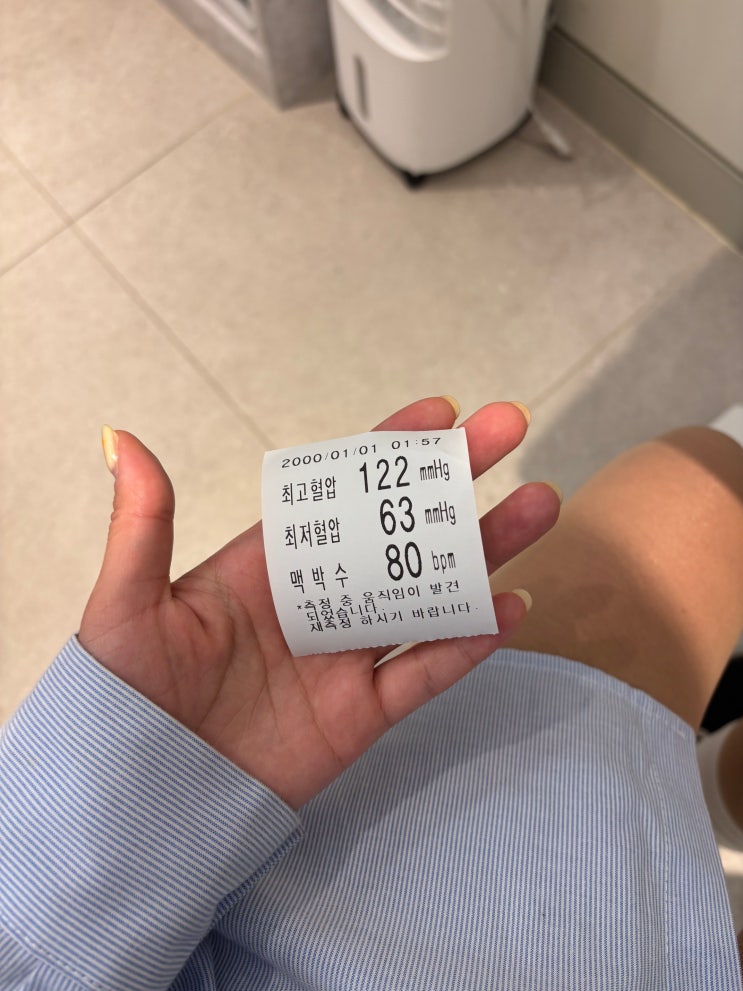 2000/01/01 01:57
최고혈압 122 mmHg
최저혈압 63 mmHg
맥박수 80 bpm
*측정 중 움직임이 발견
되었습니다.
재측정 하시기 바랍니다.